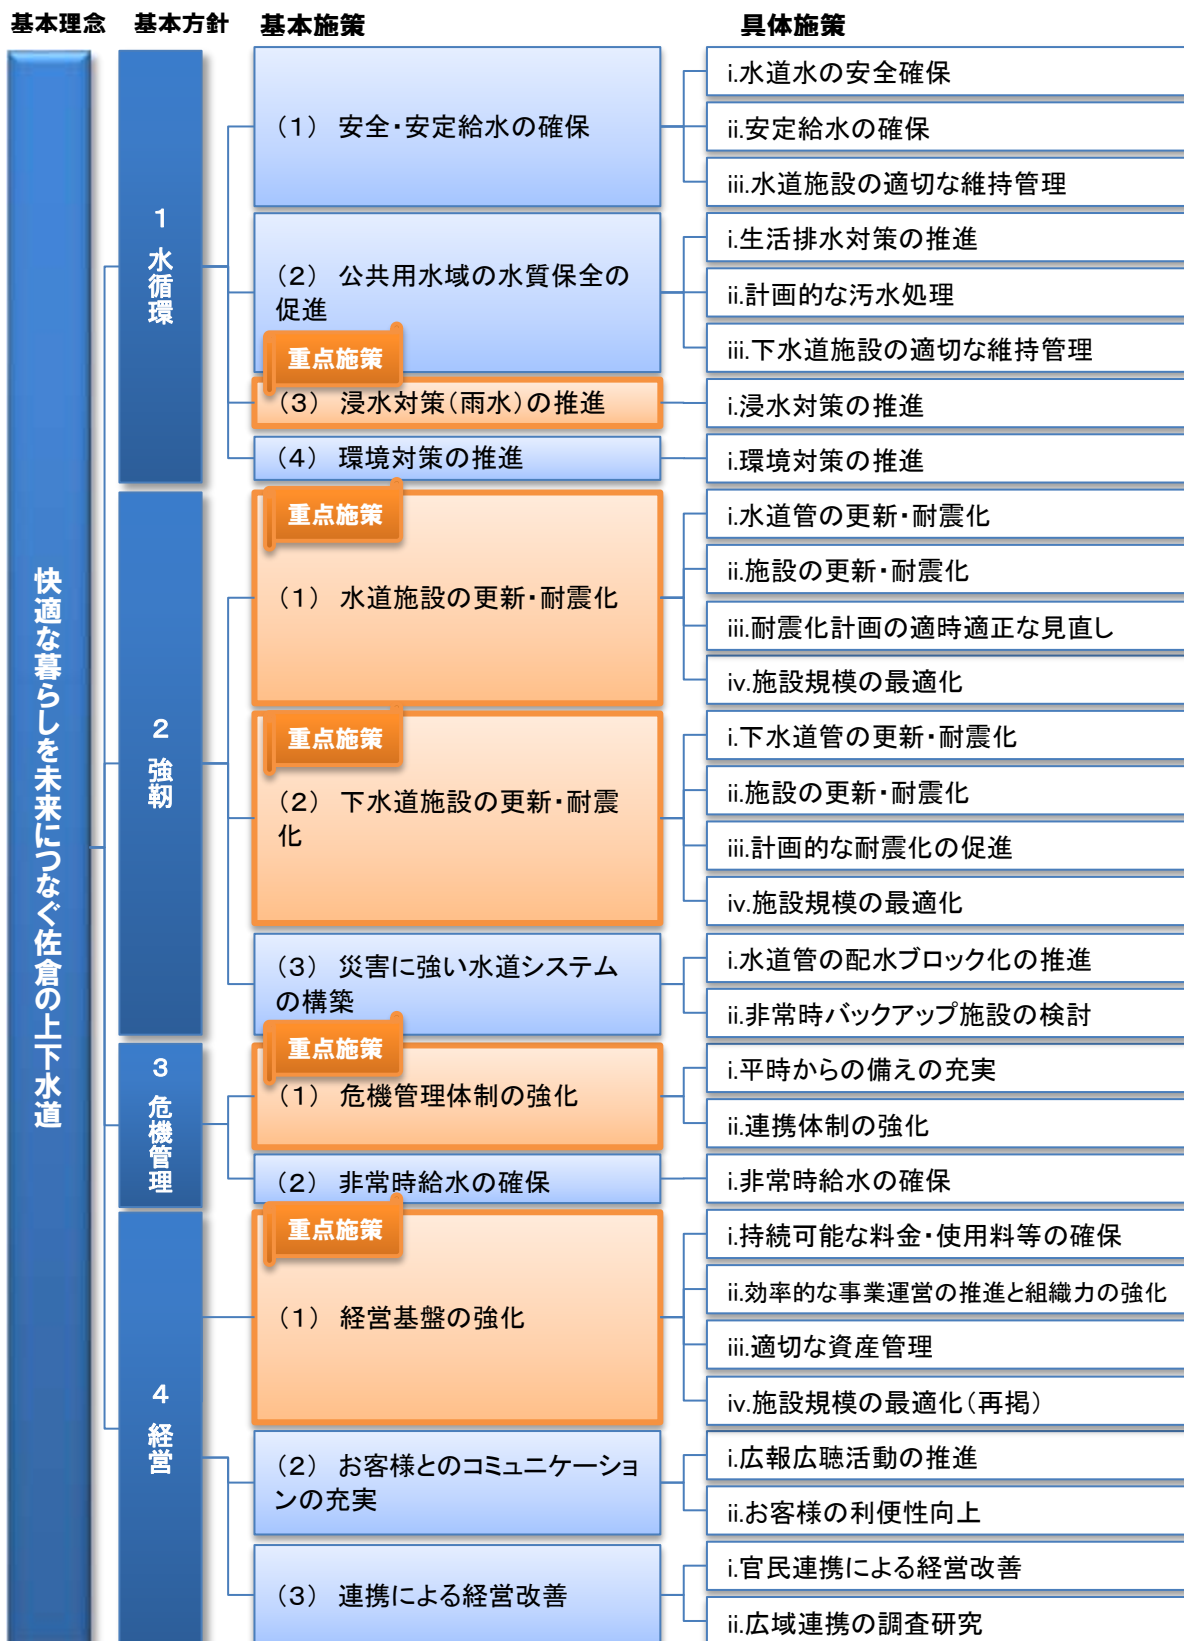 基本理念
基本方針
基本施策
具体施策
快適な暮らしを未来につなぐ佐倉の上下水道
1 水循環
(1) 安全・安定給水の確保
i.水道水の安全確保
ii.安定給水の確保
iii.水道施設の適切な維持管理
(2) 公共用水域の水質保全の
促進
i.生活排水対策の推進
ii.計画的な汚水処理
iii.下水道施設の適切な維持管理
重点施策
(3) 浸水対策(雨水)の推進
i.浸水対策の推進
(4) 環境対策の推進
i.環境対策の推進
2 強靭
重点施策
(1) 水道施設の更新・耐震化
i.水道管の更新・耐震化
ii.施設の更新・耐震化
iii.耐震化計画の適時適正な見直し
iv.施設規模の最適化
重点施策
(2) 下水道施設の更新・耐震
化
i.下水道管の更新・耐震化
ii.施設の更新・耐震化
iii.計画的な耐震化の促進
iv.施設規模の最適化
(3) 災害に強い水道システム
の構築
i.水道管の配水ブロック化の推進
ii.非常時バックアップ施設の検討
3 危機管理
重点施策
(1) 危機管理体制の強化
i.平時からの備えの充実
ii.連携体制の強化
(2) 非常時給水の確保
i.非常時給水の確保
4 経営
重点施策
(1) 経営基盤の強化
i.持続可能な料金・使用料等の確保
ii.効率的な事業運営の推進と組織力の強化
iii.適切な資産管理
iv.施設規模の最適化(再掲)
(2) お客様とのコミュニケーショ
ンの充実
i.広報広聴活動の推進
ii.お客様の利便性向上
(3) 連携による経営改善
i.官民連携による経営改善
ii.広域連携の調査研究